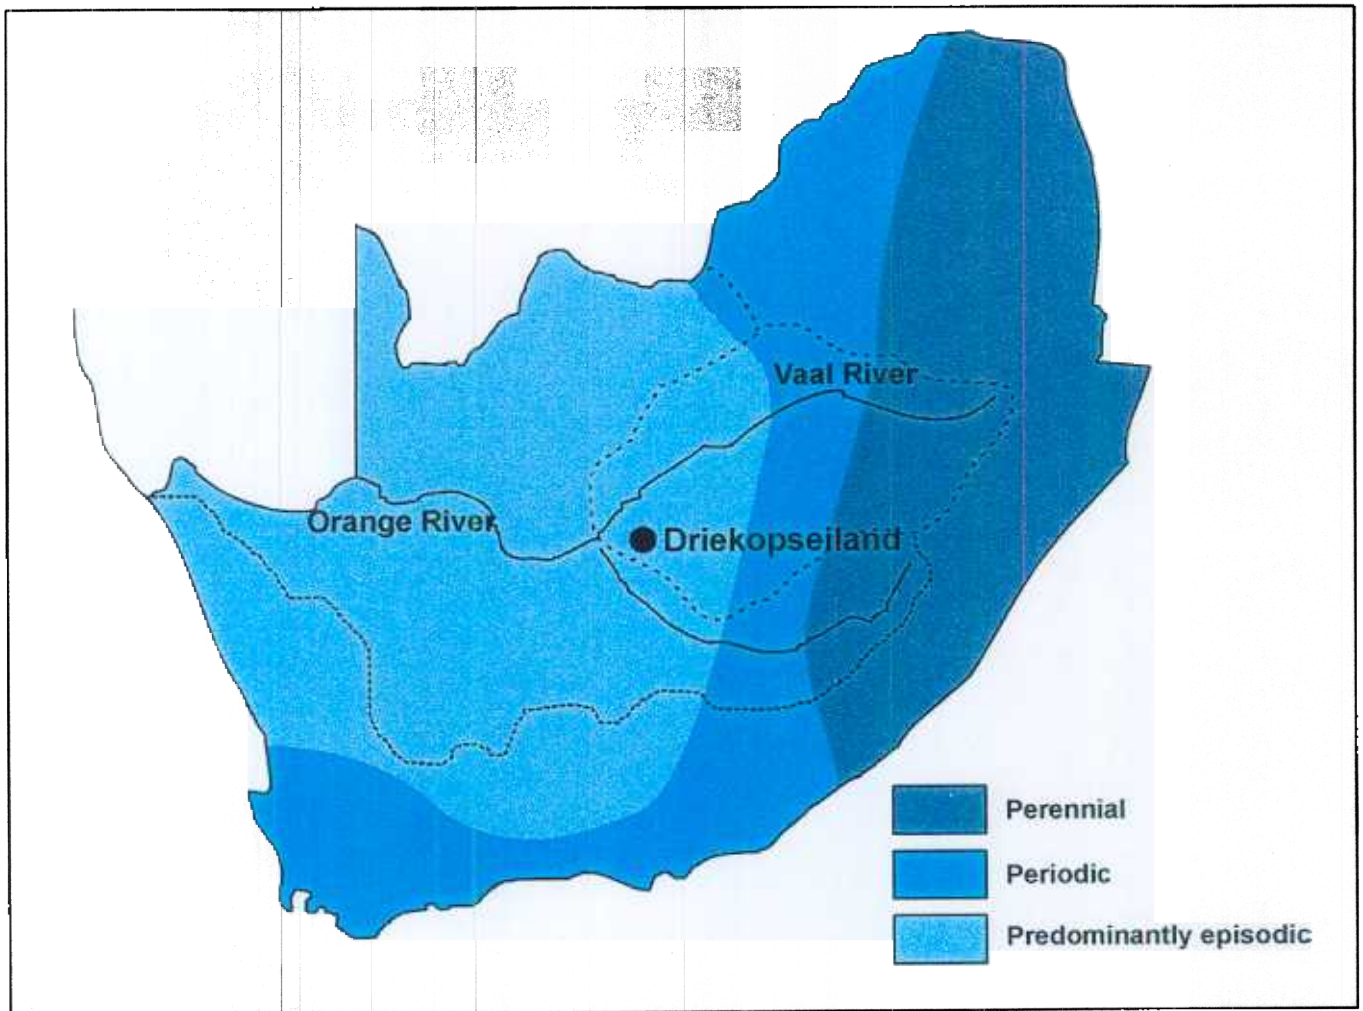 Vaal River
Orange River
Driekopseiland
Perennial
Periodic
Predominantly episodic